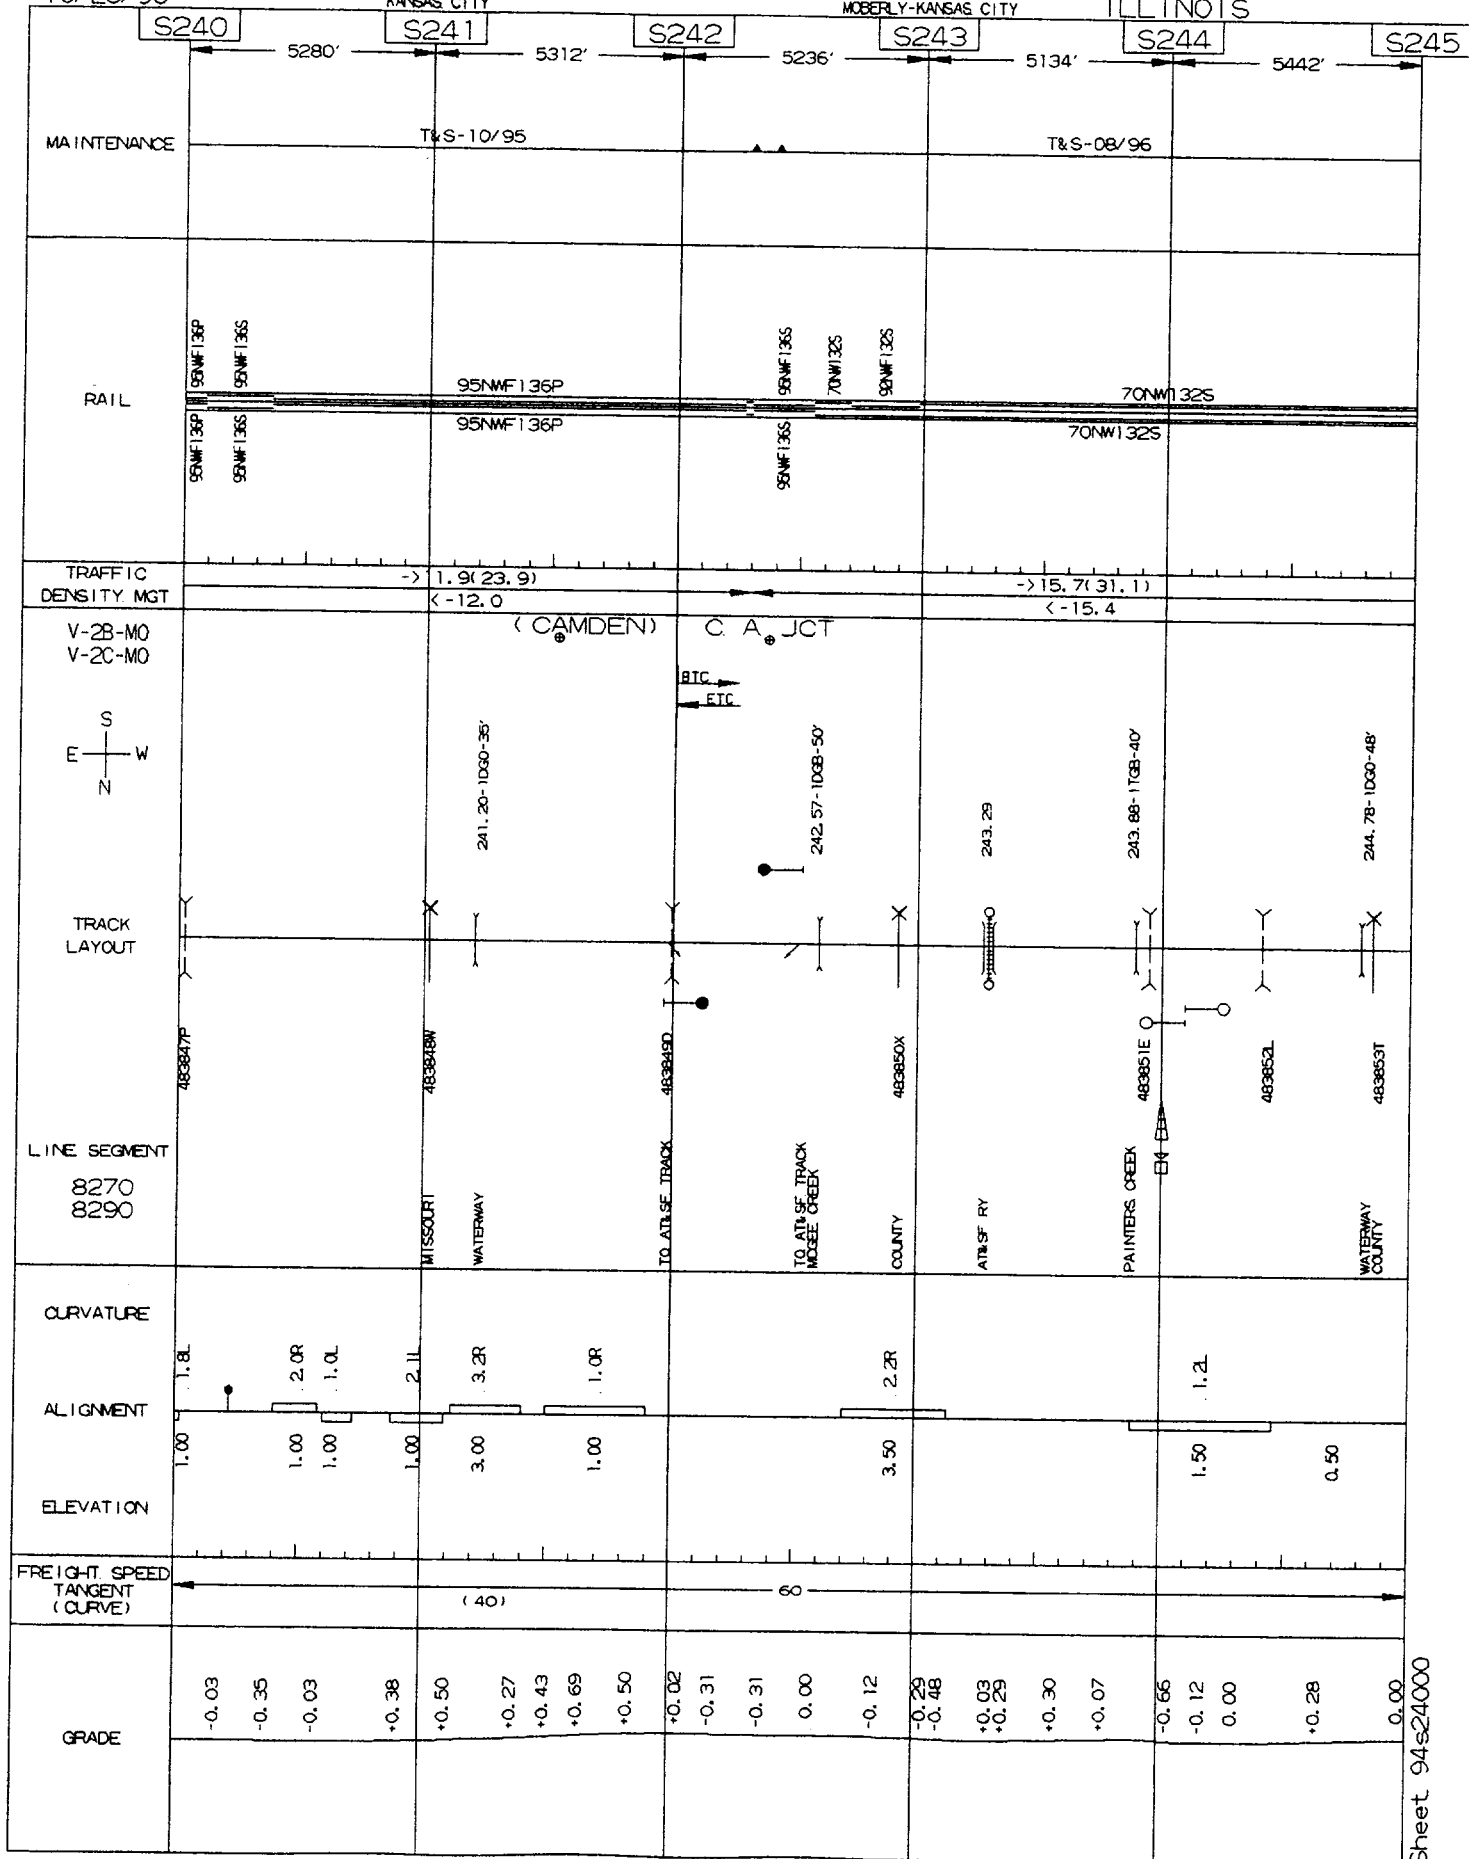 KANSAS CITY
MOBERLY-KANSAS CITY
ILLINOIS
S240 S241 S242 S243 S244 S245
5280' 5312' 5236' 5134' 5442'
MAINTENANCE
T&S-10/95
T&S-08/96
RAIL
95NWF136P
95NWF136S
95NWF136P
95NWF136S
70NW132S
92NWF132S
70NW132S
95NWF136P
95NWF136S
95NWF136P
95NWF136S
70NW132S
TRAFFIC
DENSITY MGT
->11.9(23.9)
->15.7(31.1)
<-12.0
<-15.4
V-2B-MO
V-2C-MO
(CAMDEN)
C. A. JCT
BTC
ETC
S
E W
N
241.20-1DGO-35'
242.57-1DGB-50'
243.29
243.88-1TGB-40'
244.78-1DGO-48'
TRACK
LAYOUT
483847P
483848W
483849D
483850X
483851E
483852L
483853T
LINE SEGMENT
8270
8290
MISSOURI
WATERWAY
TO AT&SF TRACK
TO AT&SF TRACK
MCGEE CREEK
COUNTY
AT&SF RY
PAINTERS CREEK
WATERWAY
COUNTY
CURVATURE
1.8L
2.0R
1.0L
2.1L
3.2R
1.0R
2.2R
1.2L
ALIGNMENT
1.00
1.00
1.00
1.00
3.00
1.00
3.50
1.50
0.50
ELEVATION
FREIGHT SPEED
TANGENT
(CURVE)
(40)
60
GRADE
-0.03
-0.35
-0.03
+0.38
+0.50
+0.27
+0.43
+0.69
+0.50
+0.02
-0.31
-0.31
0.00
-0.12
-0.29
-0.48
+0.03
+0.29
+0.30
+0.07
-0.66
-0.12
0.00
+0.28
0.00
Sheet 94s24000